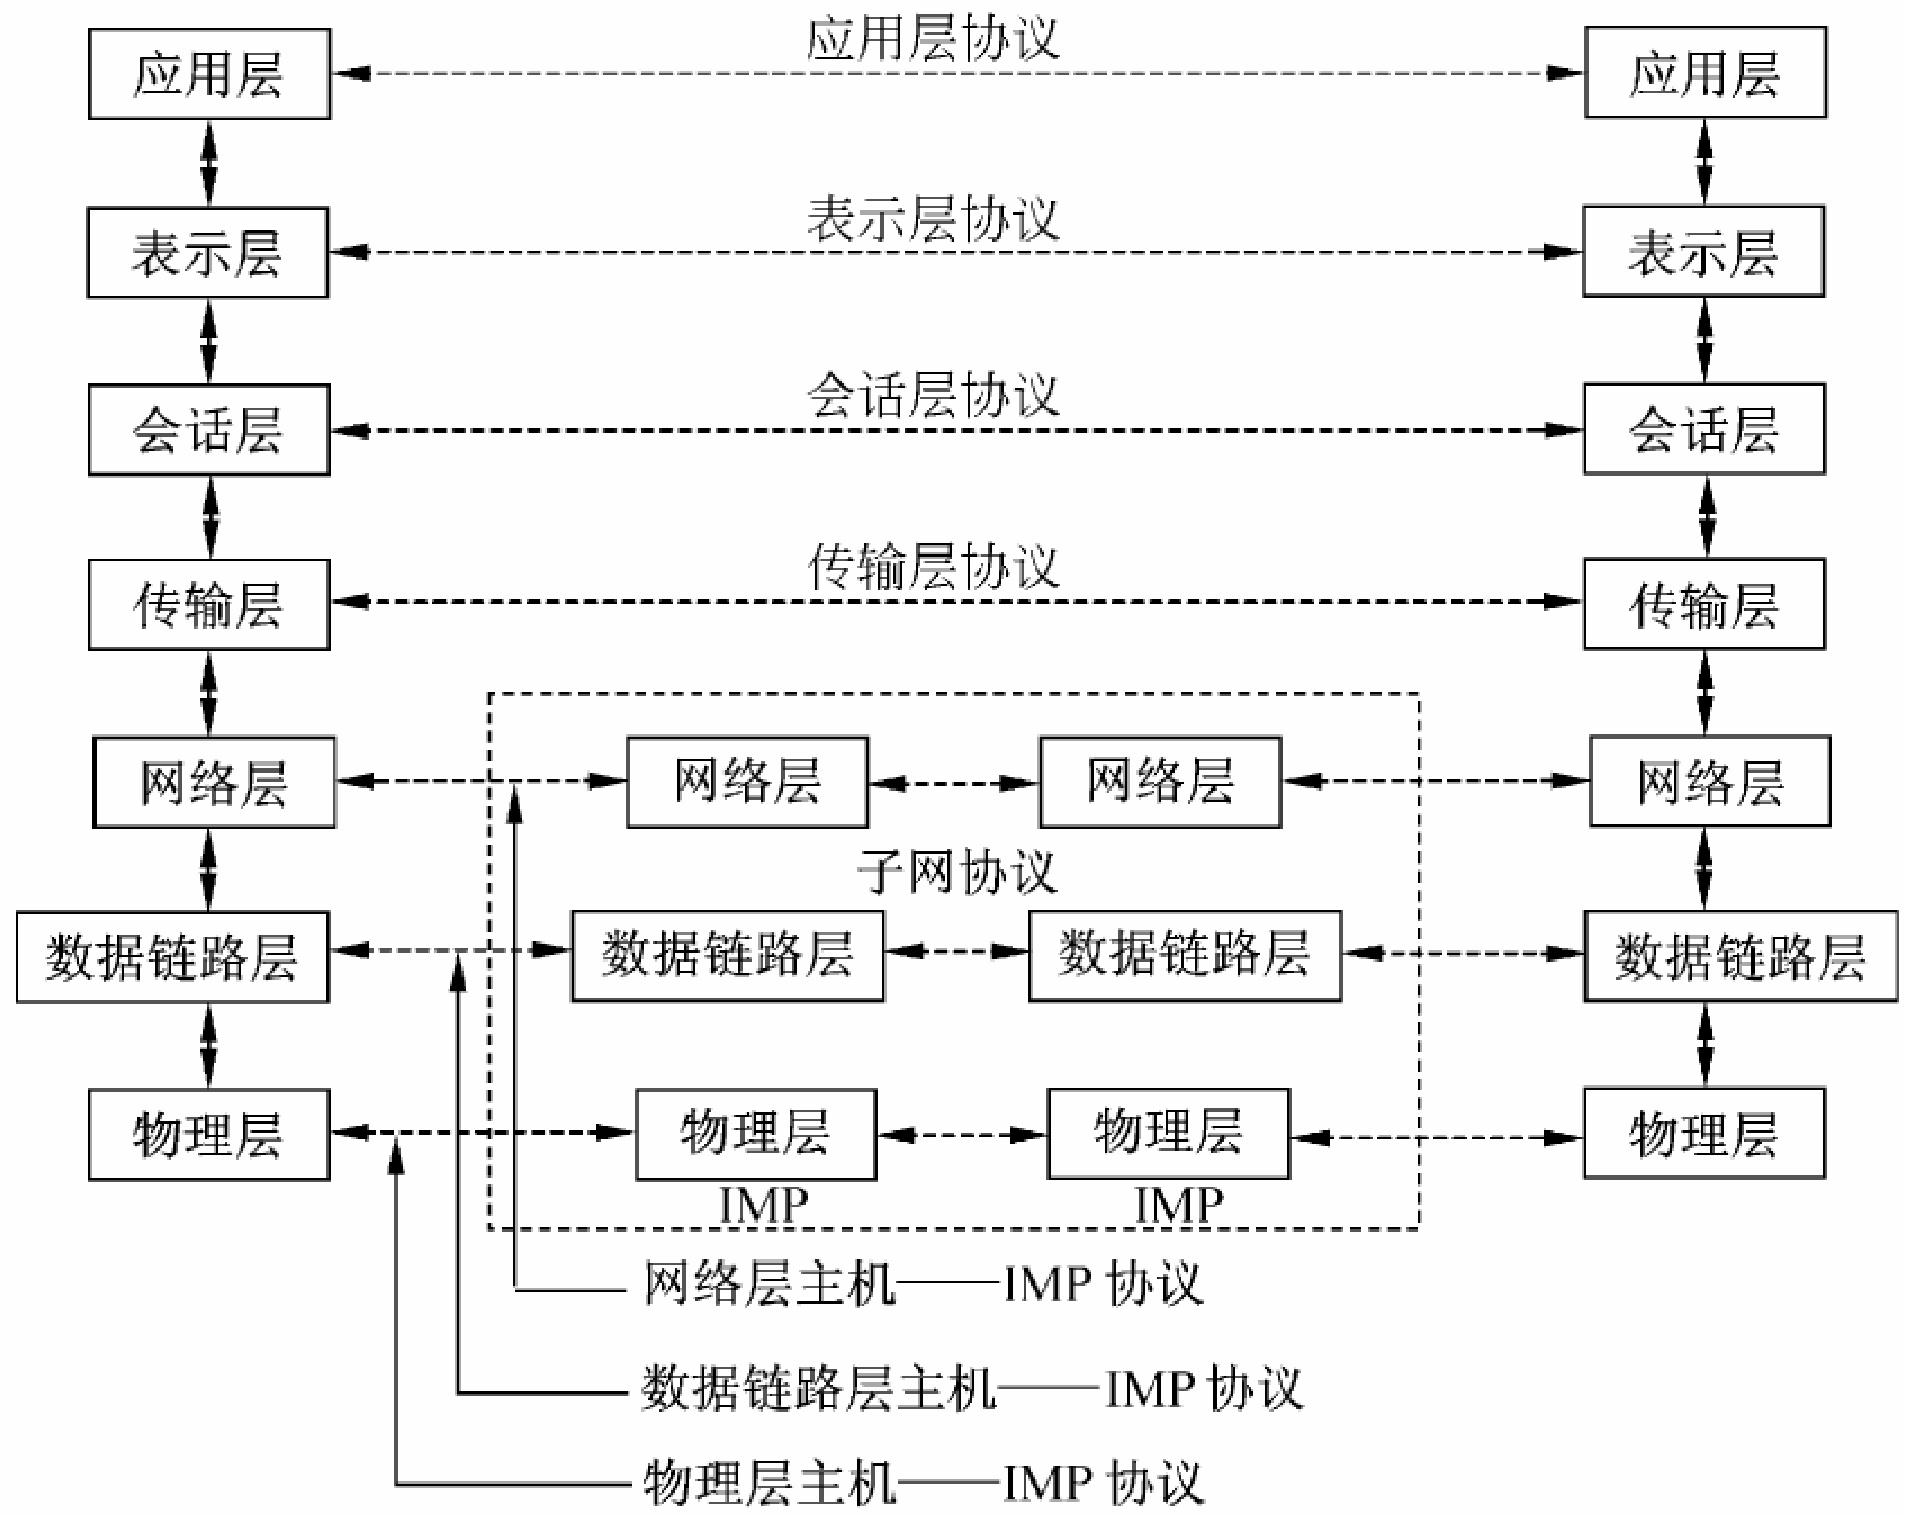 应用层协议
应用层
应用层
表示层协议
表示层
表示层
会话层协议
会话层
会话层
传输层协议
传输层
传输层
网络层
网络层
网络层
网络层
子网协议
数据链路层
数据链路层
数据链路层
数据链路层
物理层
物理层
物理层
物理层
IMP
IMP
网络层主机——IMP 协议
数据链路层主机——IMP 协议
物理层主机——IMP 协议